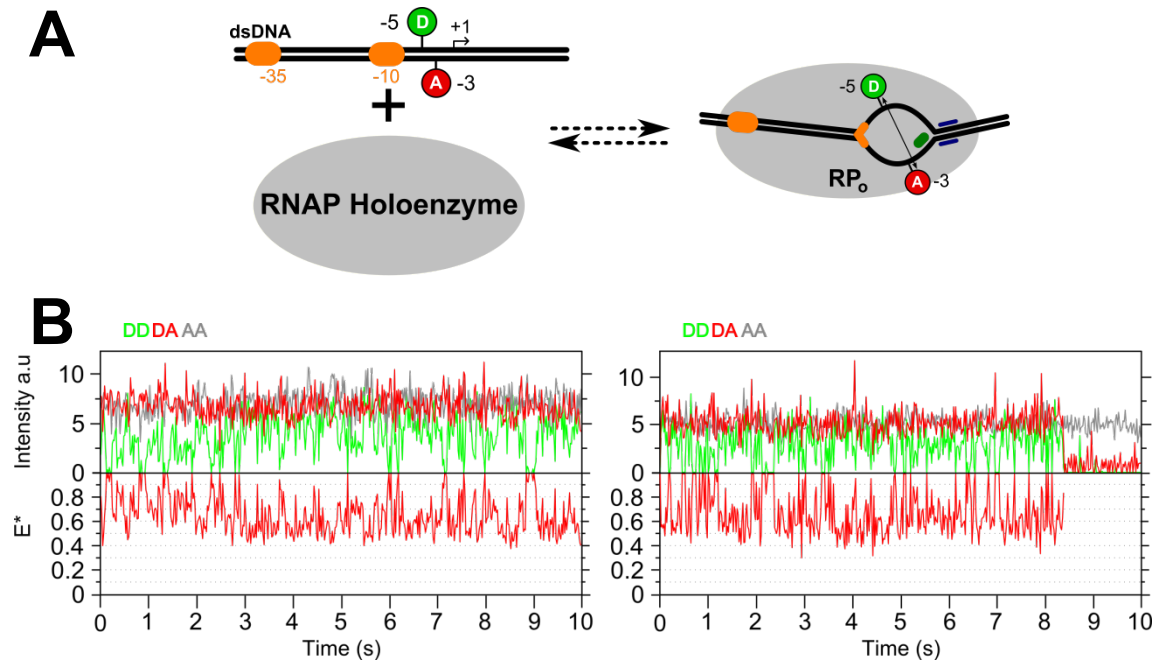 A
dsDNA
-5 D +1
-35 -10 A -3
+
RNAP Holoenzyme
-5 D
RPo
A -3
B
DD DA AA
Intensity a.u
10
5
0
E*
0.8
0.6
0.4
0.2
0
0 1 2 3 4 5 6 7 8 9 10
Time (s)
DD DA AA
10
5
0
0.8
0.6
0.4
0.2
0
0 1 2 3 4 5 6 7 8 9 10
Time (s)